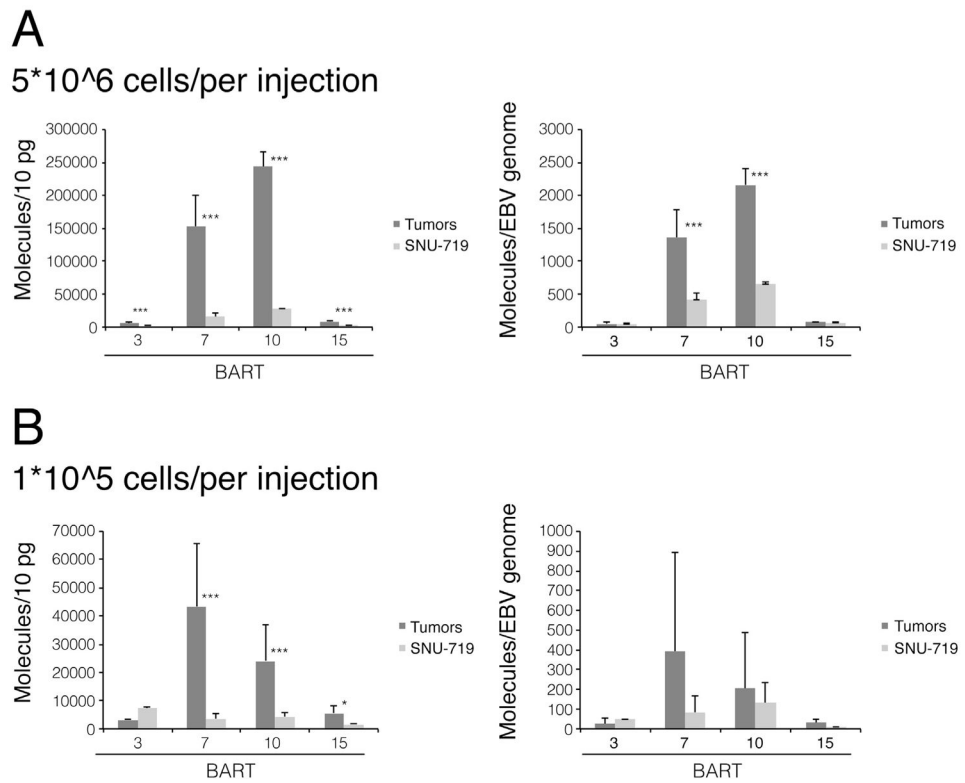 A
5*10^6 cells/per injection
Molecules/10 pg
300000
250000
200000
150000
100000
50000
0
***
***
***
***
3 7 10 15
BART
Tumors
SNU-719
Molecules/EBV genome
3000
2500
2000
1500
1000
500
0
***
***
3 7 10 15
BART
Tumors
SNU-719
B
1*10^5 cells/per injection
Molecules/10 pg
70000
60000
50000
40000
30000
20000
10000
0
***
***
*
3 7 10 15
BART
Tumors
SNU-719
Molecules/EBV genome
1000
900
800
700
600
500
400
300
200
100
0
3 7 10 15
BART
Tumors
SNU-719